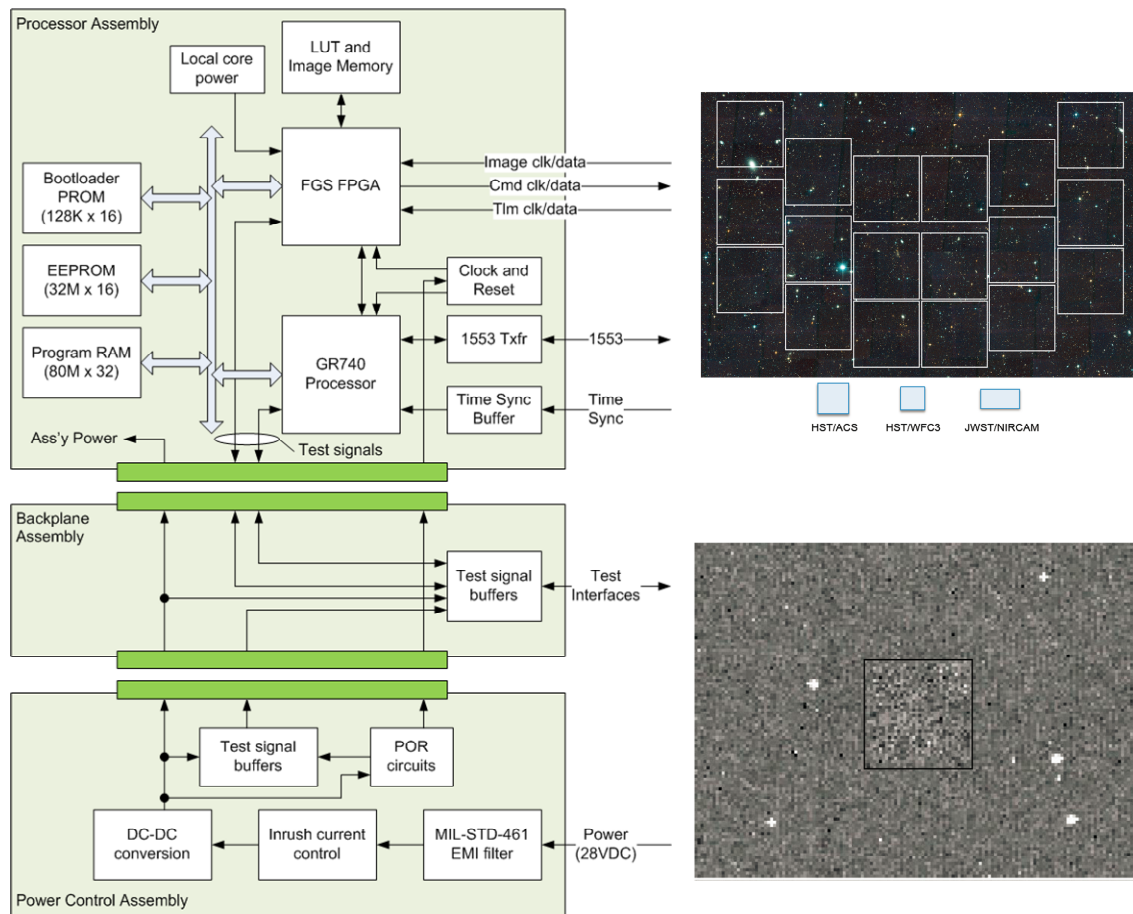 Processor Assembly
Local core
power
LUT and
Image Memory
Bootloader
PROM
(128K x 16)
FGS FPGA
Image clk/data
Cmd clk/data
Tlm clk/data
EEPROM
(32M x 16)
Clock and
Reset
Program RAM
(80M x 32)
GR740
Processor
1553 Txfr
1553
Time Sync
Buffer
Time
Sync
Ass'y Power
Test signals
Backplane
Assembly
Test signal
buffers
Test
Interfaces
Test signal
buffers
POR
circuits
DC-DC
conversion
Inrush current
control
MIL-STD-461
EMI filter
Power
(28VDC)
Power Control Assembly
HST/ACS
HST/WFC3
JWST/NIRCAM